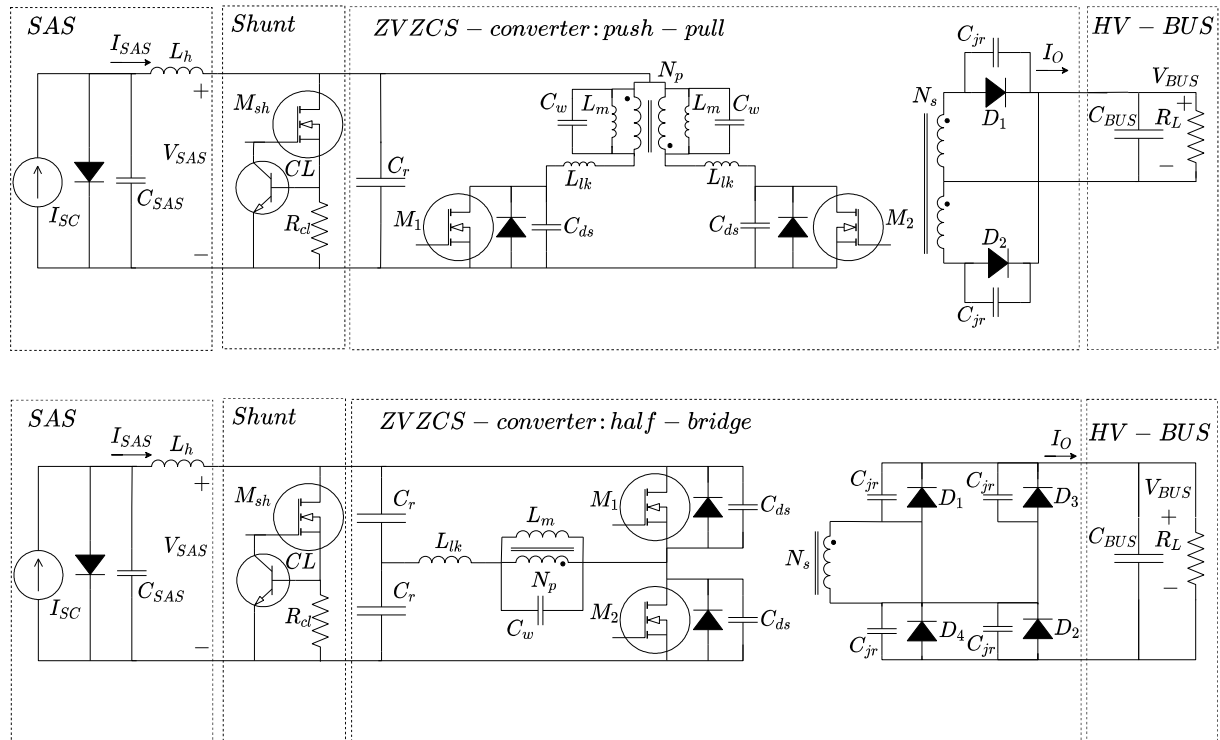 SAS
Shunt
ZVZCS - converter: push - pull
HV - BUS
I_SAS
L_h
+
M_sh
V_SAS
CL
C_SAS
I_SC
R_cl
−
C_r
N_p
C_w
L_m
L_m
C_w
L_lk
L_lk
M_1
C_ds
C_ds
M_2
C_jr
I_O
N_s
D_1
D_2
C_jr
V_BUS
+
C_BUS
R_L
−
SAS
Shunt
ZVZCS - converter: half - bridge
HV - BUS
I_SAS
L_h
+
M_sh
V_SAS
CL
C_SAS
I_SC
R_cl
−
C_r
C_r
L_lk
L_m
N_p
C_w
M_1
C_ds
M_2
C_ds
N_s
C_jr
D_1
C_jr
D_3
C_jr
D_4
C_jr
D_2
I_O
V_BUS
+
C_BUS
R_L
−